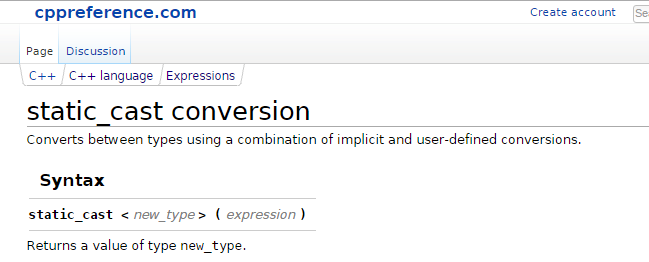 cppreference.com
Create account
Page Discussion
C++ C++ language Expressions
static_cast conversion
Converts between types using a combination of implicit and user-defined conversions.
Syntax
static_cast < new_type > ( expression )
Returns a value of type new_type.